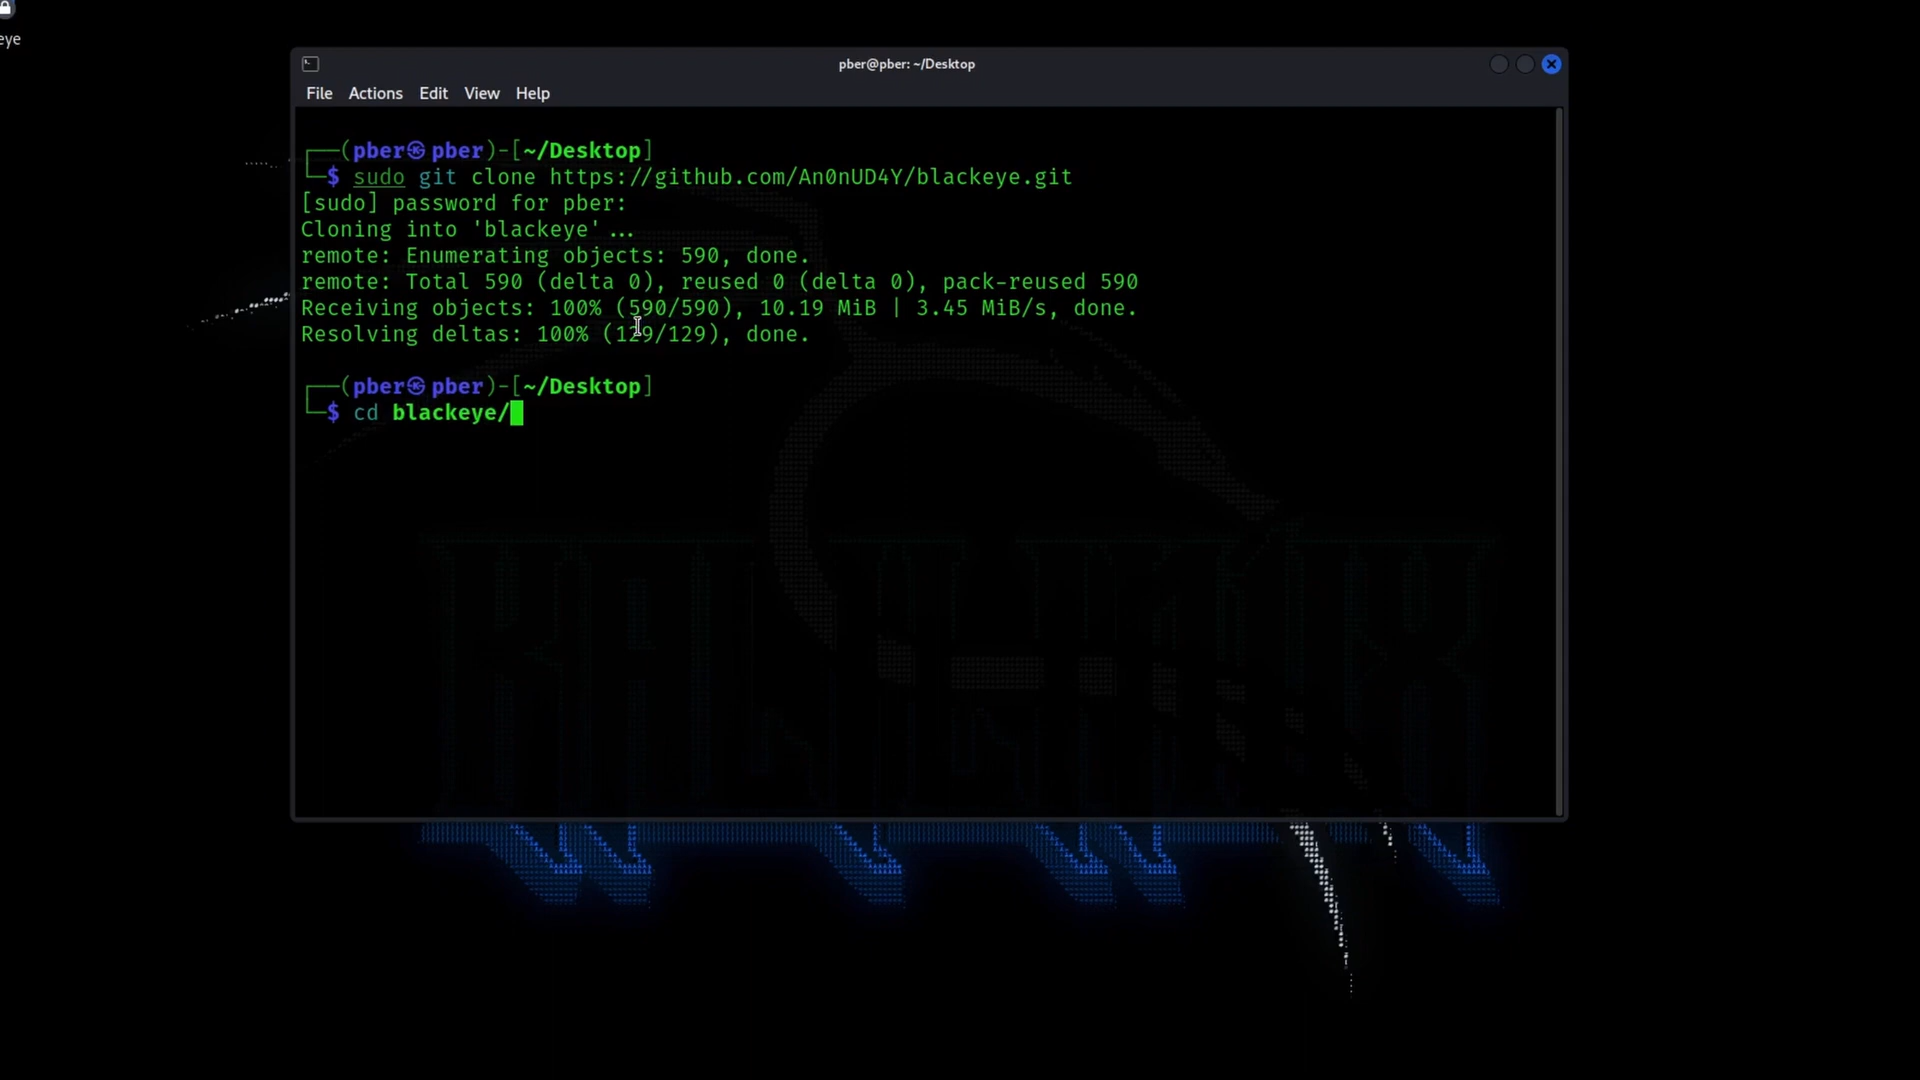 eye
pber@pber: ~/Desktop
File Actions Edit View Help
┌──(pber㉿pber)-[~/Desktop]
└─$ sudo git clone https://github.com/An0nUD4Y/blackeye.git
[sudo] password for pber:
Cloning into 'blackeye'...
remote: Enumerating objects: 590, done.
remote: Total 590 (delta 0), reused 0 (delta 0), pack-reused 590
Receiving objects: 100% (590/590), 10.19 MiB | 3.45 MiB/s, done.
Resolving deltas: 100% (129/129), done.
┌──(pber㉿pber)-[~/Desktop]
└─$ cd blackeye/